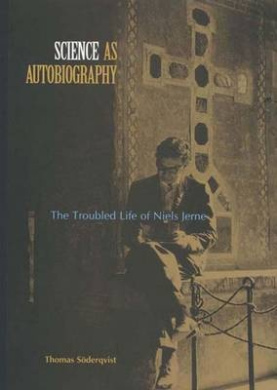 SCIENCE AS
AUTOBIOGRAPHY
The Troubled Life of Niels Jerne
Thomas Söderqvist